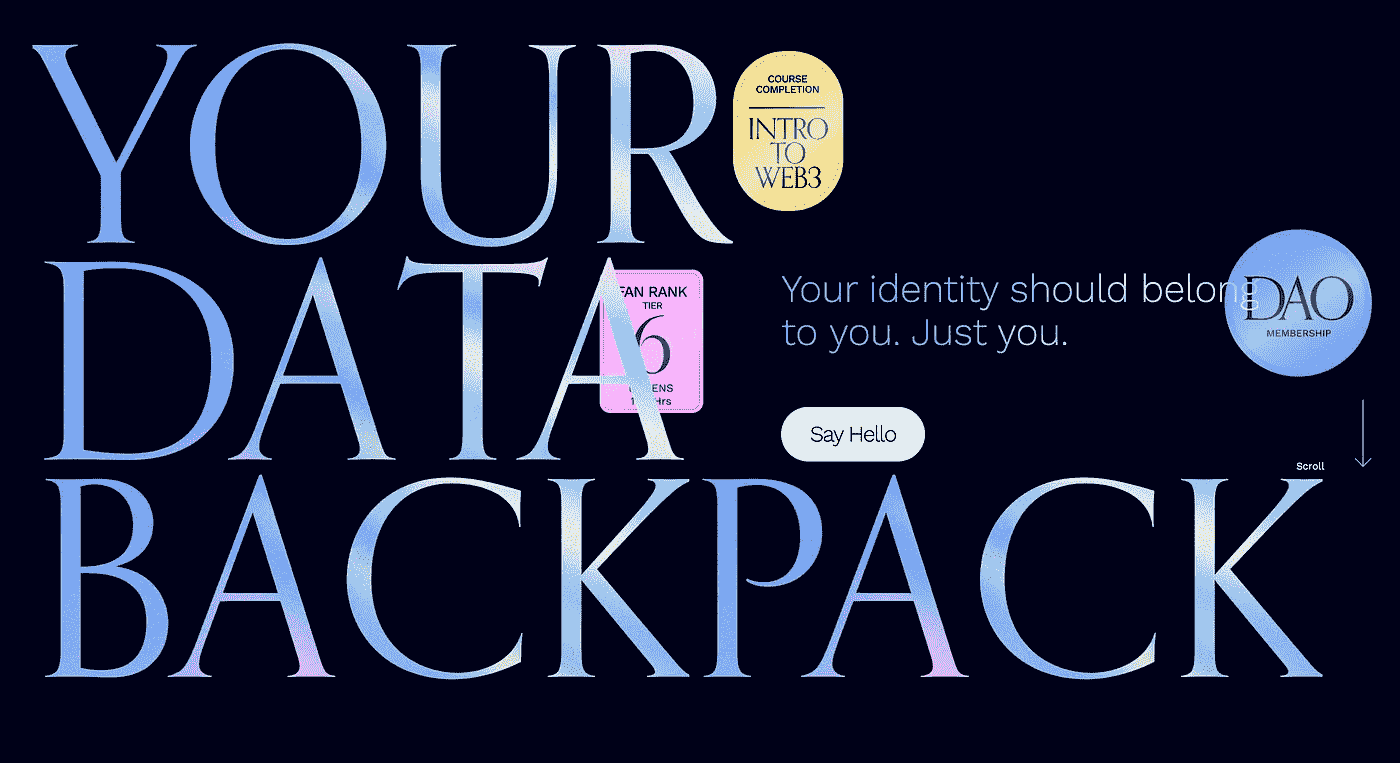 YOUR
COURSE
COMPLETION
INTRO
TO
WEB3
DATA
FAN RANK
TIER
6
Your identity should belong
to you. Just you.
DAO
MEMBERSHIP
Say Hello
Scroll
BACKPACK